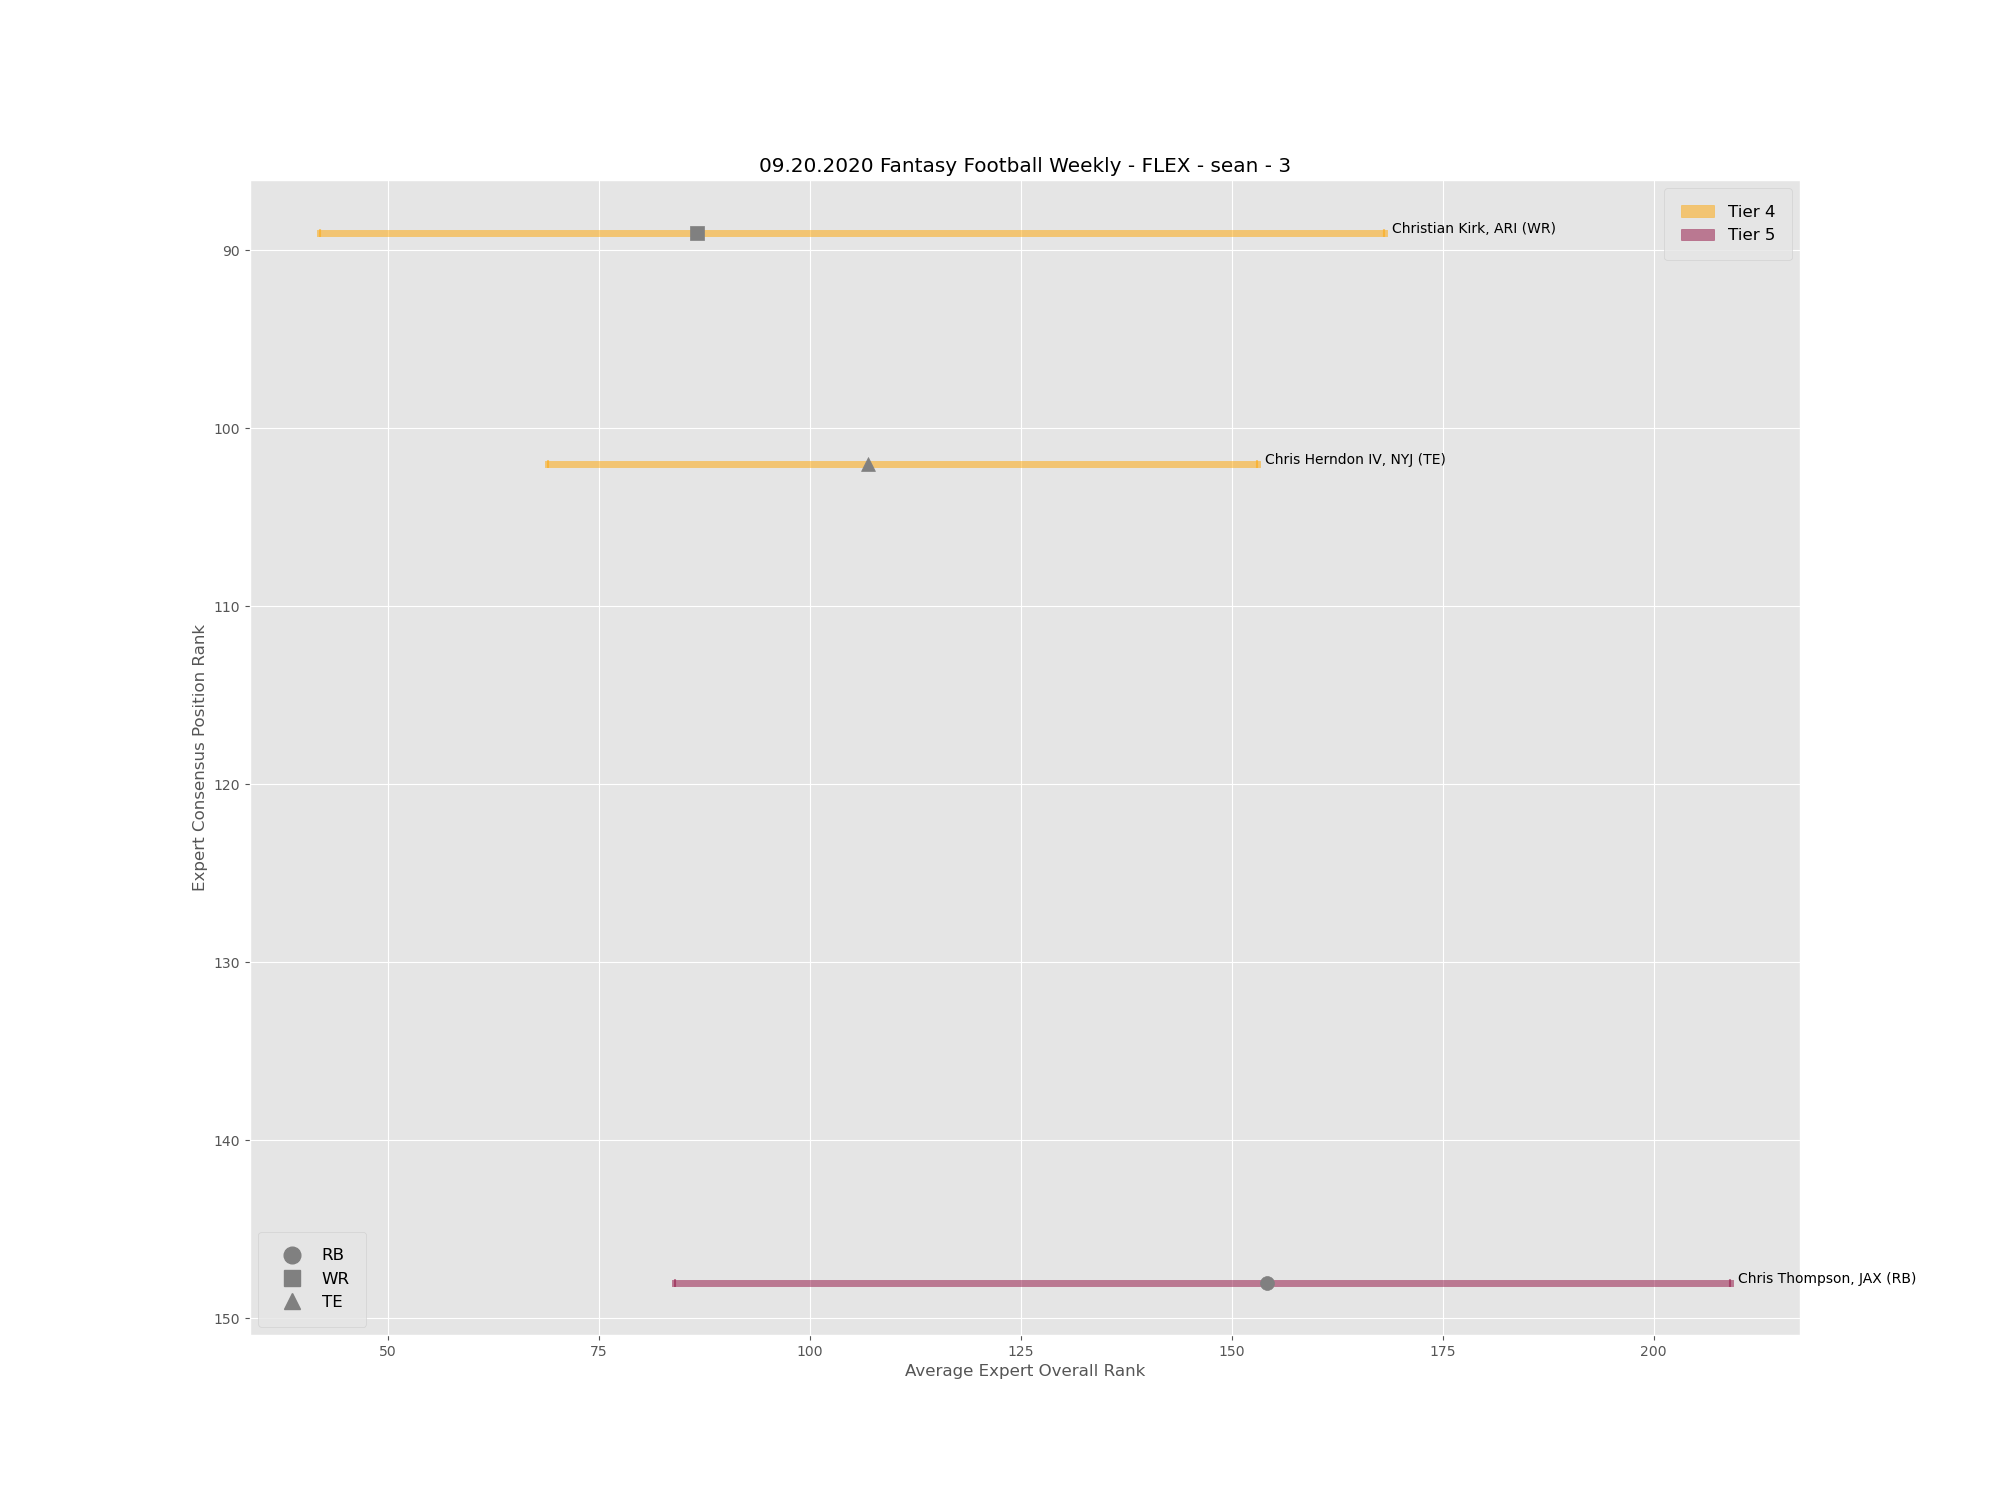 09.20.2020 Fantasy Football Weekly - FLEX - sean - 3
Christian Kirk, ARI (WR)
Tier 4
Tier 5
90
100
Chris Herndon IV, NYJ (TE)
110
120
130
140
150
Expert Consensus Position Rank
RB
WR
TE
Chris Thompson, JAX (RB)
50
75
100
125
150
175
200
Average Expert Overall Rank